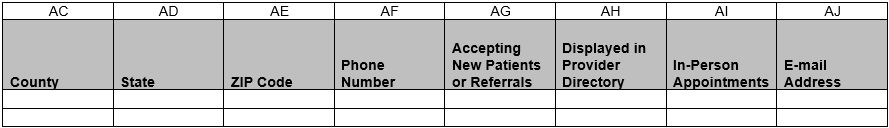 AC AD AE AF AG AH AI AJ
County State ZIP Code Phone Number Accepting New Patients or Referrals Displayed in Provider Directory In-Person Appointments E-mail Address